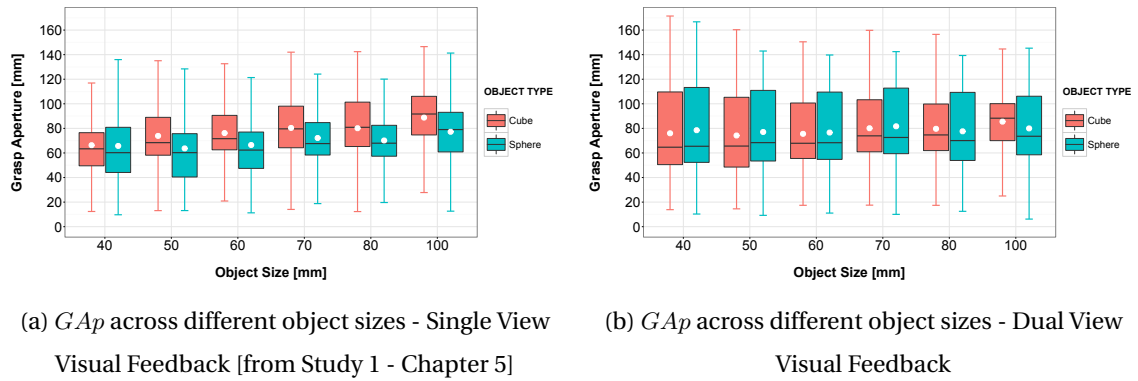 160
140
120
100
80
60
40
20
0
Grasp Aperture [mm]
40 50 60 70 80 100
Object Size [mm]
OBJECT TYPE
Cube
Sphere
(a) GAp across different object sizes - Single View
Visual Feedback [from Study 1 - Chapter 5]
160
140
120
100
80
60
40
20
0
Grasp Aperture [mm]
40 50 60 70 80 100
Object Size [mm]
OBJECT TYPE
Cube
Sphere
(b) GAp across different object sizes - Dual View
Visual Feedback